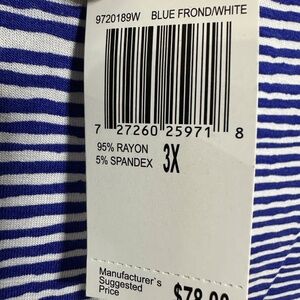 9720189W BLUE FROND/WHITE
7 27260 25971 8
95% RAYON
5% SPANDEX 3X
Manufacturer's
Suggested
Price